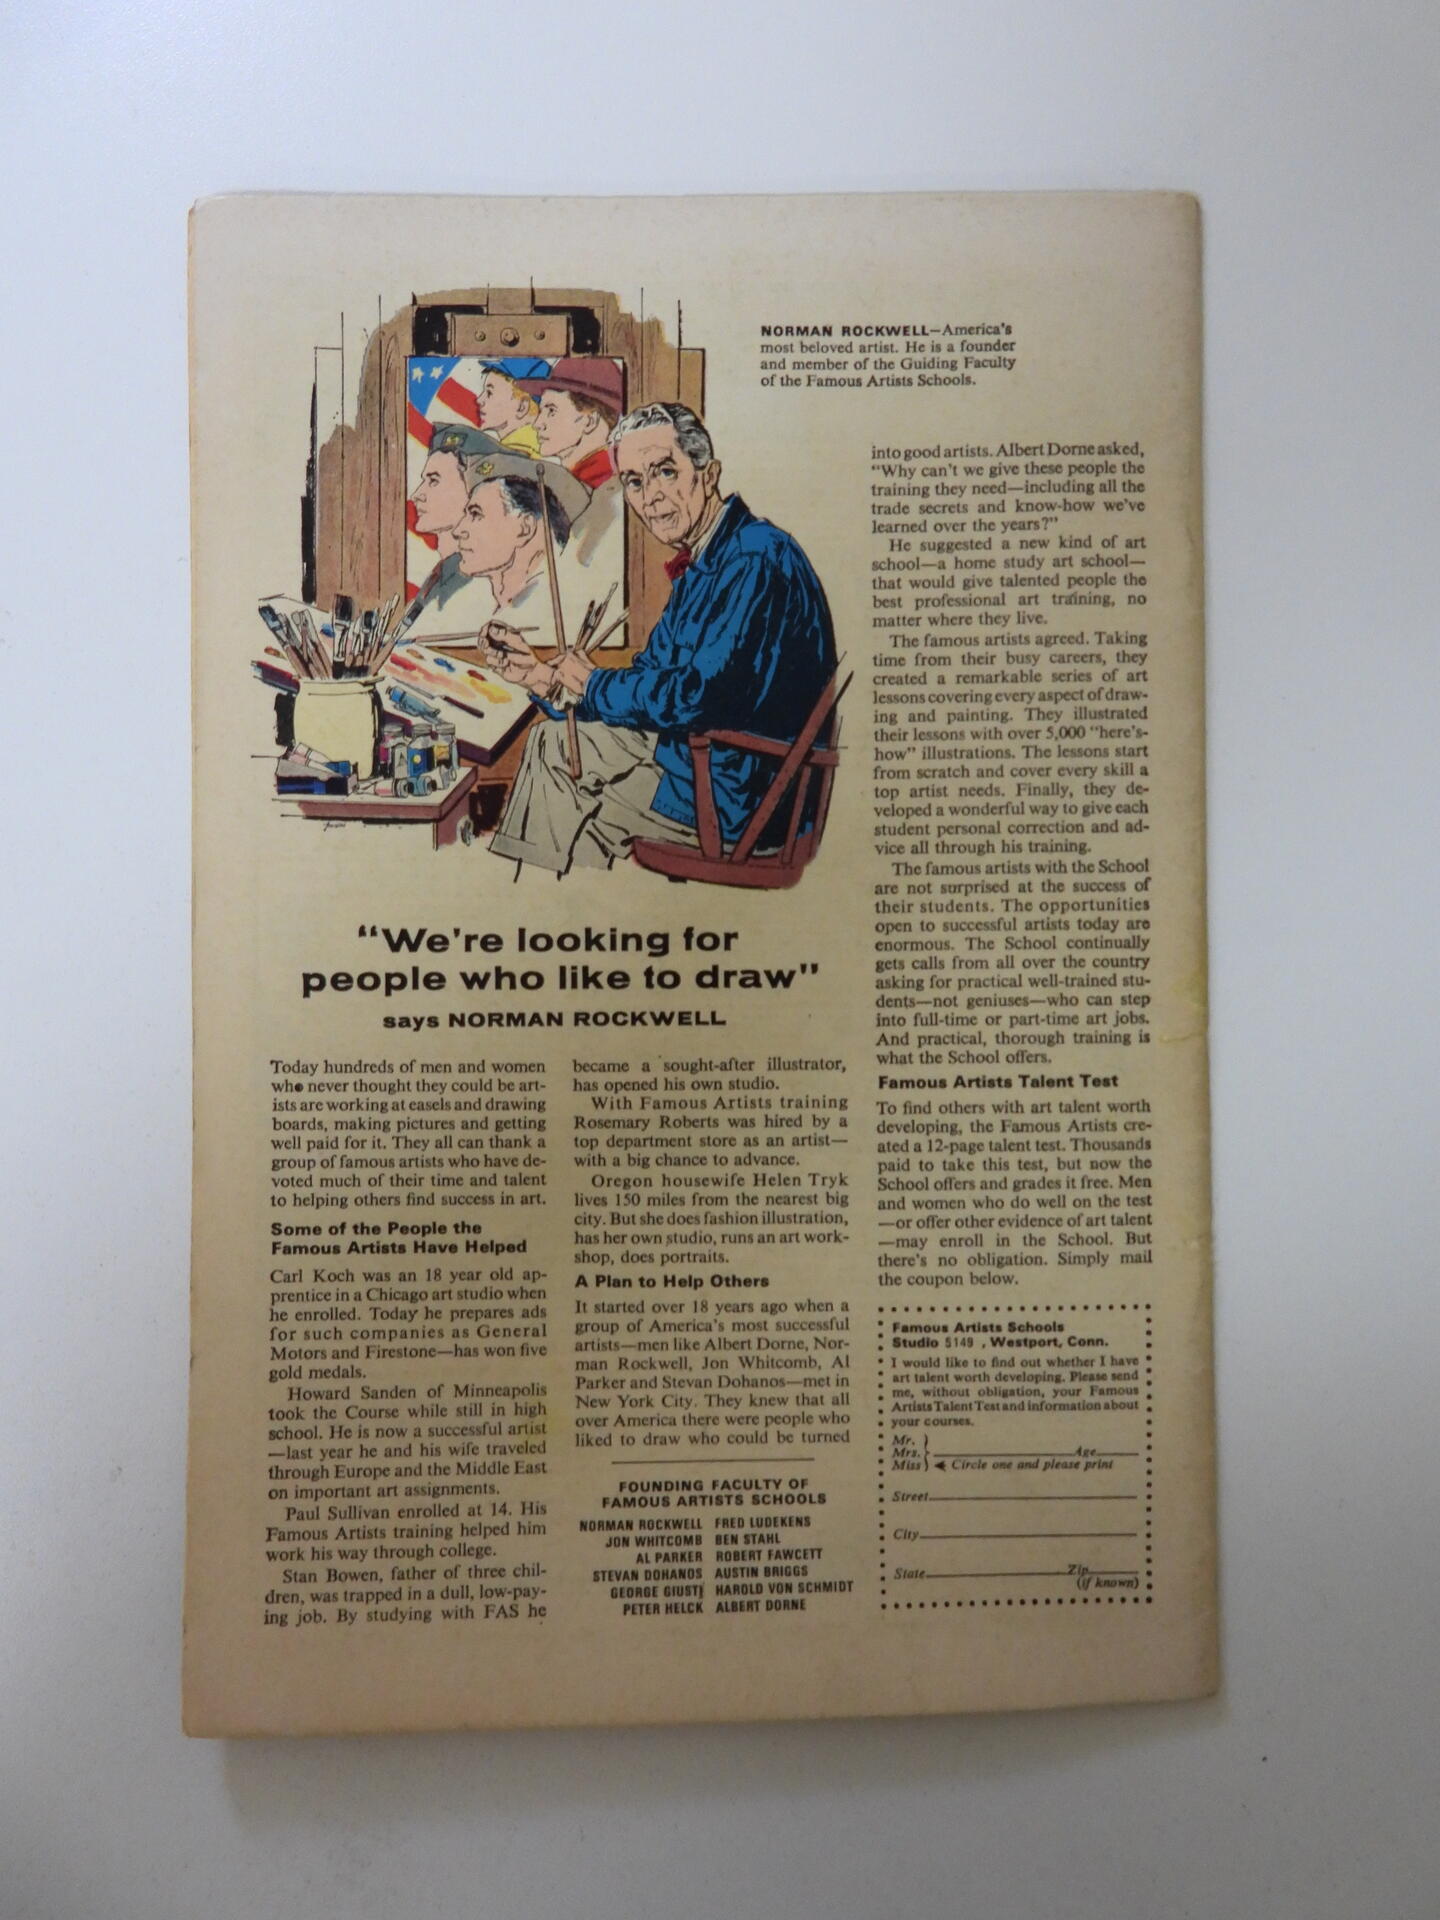 NORMAN ROCKWELL—America's
most beloved artist. He is a founder
and member of the Guiding Faculty
of the Famous Artists Schools.
"We're looking for
people who like to draw"
says NORMAN ROCKWELL
Today hundreds of men and women
who never thought they could be art-
ists are working at easels and drawing
boards, making pictures and getting
well paid for it. They all can thank a
group of famous artists who have de-
voted much of their time and talent
to helping others find success in art.
Some of the People the
Famous Artists Have Helped
Carl Koch was an 18 year old ap-
prentice in a Chicago art studio when
he enrolled. Today he prepares ads
for such companies as General
Motors and Firestone—has won five
gold medals.
Howard Sanden of Minneapolis
took the Course while still in high
school. He is now a successful artist
—last year he and his wife traveled
through Europe and the Middle East
on important art assignments.
Paul Sullivan enrolled at 14. His
Famous Artists training helped him
work his way through college.
Stan Bowen, father of three chil-
dren, was trapped in a dull, low-pay-
ing job. By studying with FAS he
became a sought-after illustrator,
has opened his own studio.
With Famous Artists training
Rosemary Roberts was hired by a
top department store as an artist—
with a big chance to advance.
Oregon housewife Helen Tryk
lives 150 miles from the nearest big
city. But she does fashion illustration,
has her own studio, runs an art work-
shop, does portraits.
A Plan to Help Others
It started over 18 years ago when a
group of America's most successful
artists—men like Albert Dorne, Nor-
man Rockwell, Jon Whitcomb, Al
Parker and Stevan Dohanos—met in
New York City. They knew that all
over America there were people who
liked to draw who could be turned
FOUNDING FACULTY OF
FAMOUS ARTISTS SCHOOLS
NORMAN ROCKWELL FRED LUDEKENS
JON WHITCOMB BEN STAHL
AL PARKER ROBERT FAWCETT
STEVAN DOHANOS AUSTIN BRIGGS
GEORGE GIUSTI HAROLD VON SCHMIDT
PETER HELCK ALBERT DORNE
into good artists. Albert Dorne asked,
"Why can't we give these people the
training they need—including all the
trade secrets and know-how we've
learned over the years?"
He suggested a new kind of art
school—a home study art school—
that would give talented people the
best professional art training, no
matter where they live.
The famous artists agreed. Taking
time from their busy careers, they
created a remarkable series of art
lessons covering every aspect of draw-
ing and painting. They illustrated
their lessons with over 5,000 "here's-
how" illustrations. The lessons start
from scratch and cover every skill a
top artist needs. Finally, they de-
veloped a wonderful way to give each
student personal correction and ad-
vice all through his training.
The famous artists with the School
are not surprised at the success of
their students. The opportunities
open to successful artists today are
enormous. The School continually
gets calls from all over the country
asking for practical well-trained stu-
dents—not geniuses—who can step
into full-time or part-time art jobs.
And practical, thorough training is
what the School offers.
Famous Artists Talent Test
To find others with art talent worth
developing, the Famous Artists cre-
ated a 12-page talent test. Thousands
paid to take this test, but now the
School offers and grades it free. Men
and women who do well on the test
—or offer other evidence of art talent
—may enroll in the School. But
there's no obligation. Simply mail
the coupon below.
Famous Artists Schools
Studio 5149 , Westport, Conn.
I would like to find out whether I have
art talent worth developing. Please send
me, without obligation, your Famous
Artists Talent Test and information about
your courses.
Mr.
Mrs. Age
Miss Circle one and please print
Street
City
State Zip
(if known)